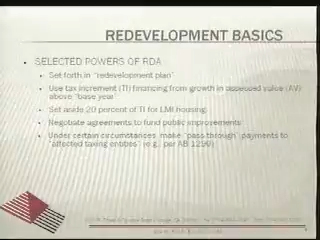 REDEVELOPMENT BASICS
• SELECTED POWERS OF RDA
• Set forth in "redevelopment plan"
• Use tax increment (TI) financing from growth in assessed value (AV)
above "base year"
• Set aside 20 percent of TI for LMI housing
• Negotiate agreements to fund public improvements
• Under certain circumstances make "pass through" payments to
"affected taxing entities" (e.g., per AB 1290)